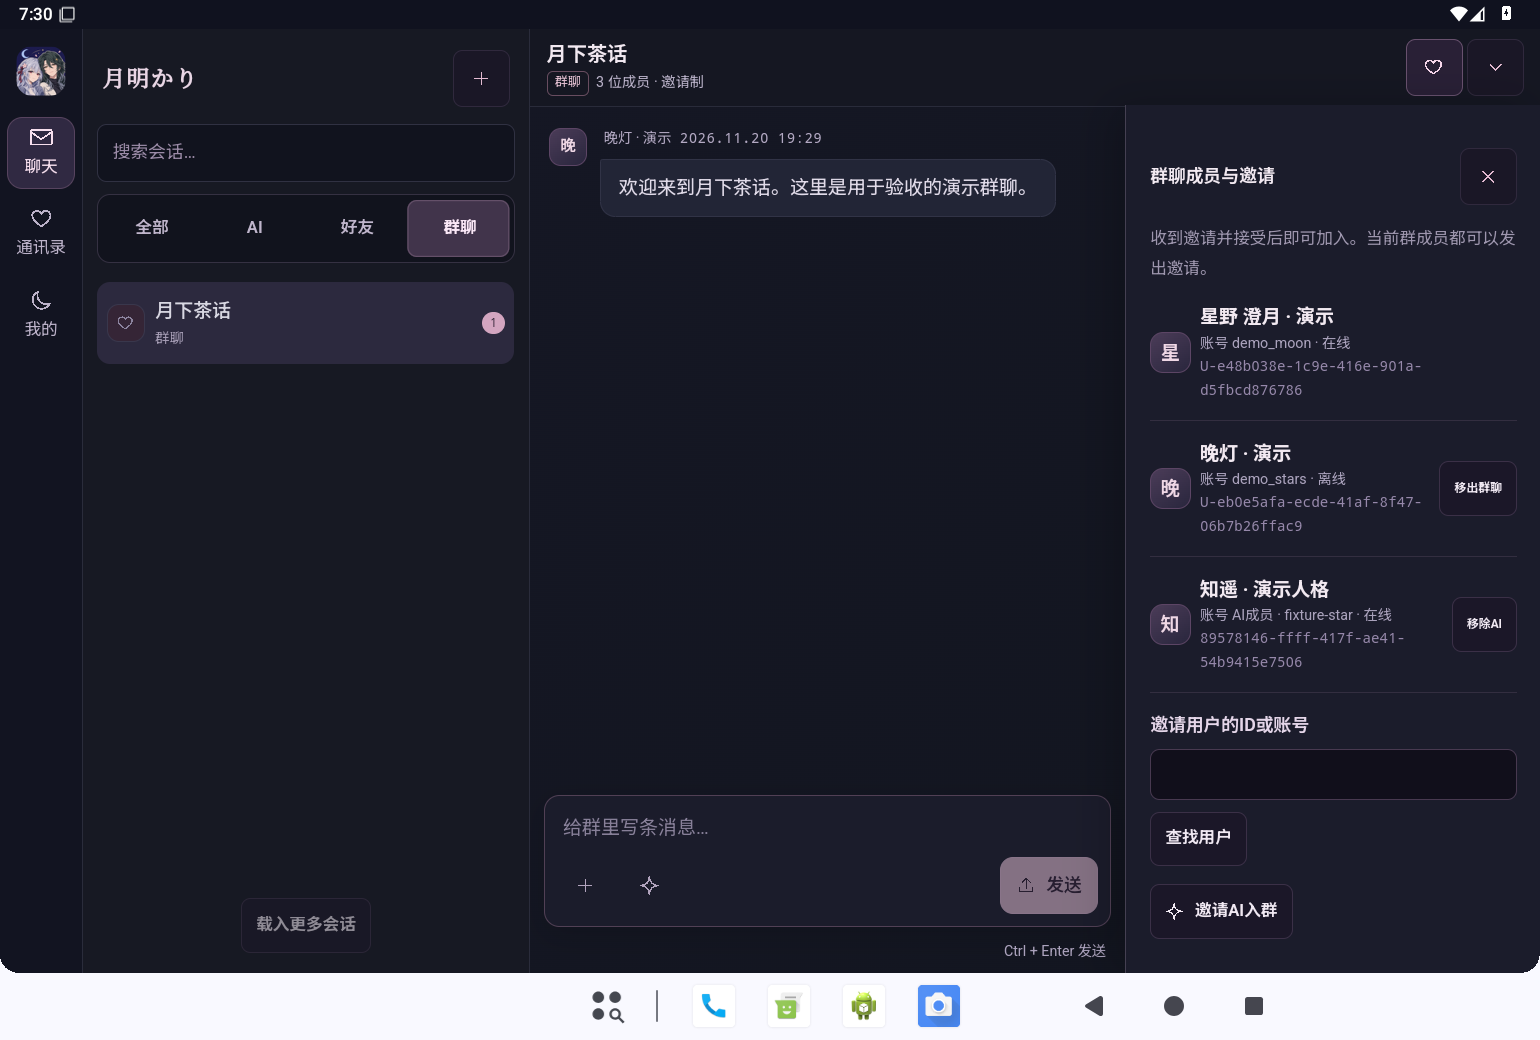 7:30
聊天
通讯录
我的
月明かり
搜索会话…
全部
AI
好友
群聊
月下茶话
群聊
1
载入更多会话
月下茶话
群聊 3 位成员 · 邀请制
晚
晚灯 · 演示 2026.11.20 19:29
欢迎来到月下茶话。这里是用于验收的演示群聊。
给群里写条消息…
发送
Ctrl + Enter 发送
群聊成员与邀请
收到邀请并接受后即可加入。当前群成员都可以发
出邀请。
星
星野 澄月 · 演示
账号 demo_moon · 在线
U-e48b038e-1c9e-416e-901a-
d5fbcd876786
晚
晚灯 · 演示
账号 demo_stars · 离线
U-eb0e5afa-ecde-41af-8f47-
06b7b26ffac9
移出群聊
知
知遥 · 演示人格
账号 AI成员 · fixture-star · 在线
89578146-ffff-417f-ae41-
54b9415e7506
移除AI
邀请用户的ID或账号
查找用户
邀请AI入群